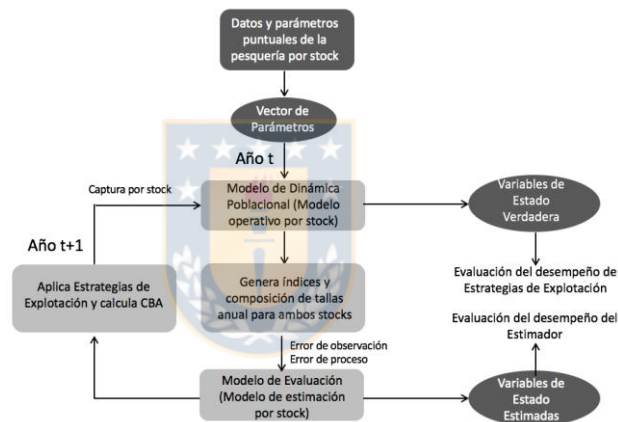 Datos y parámetros
puntuales de la
pesquería por stock
Vector de
Parámetros
Año t
Captura por stock
Modelo de Dinámica
Poblacional (Modelo
operativo por stock)
Variables de
Estado
Verdadera
Año t+1
Aplica Estrategias de
Explotación y calcula CBA
Genera índices y
composición de tallas
anual para ambos stocks
Evaluación del desempeño de
Estrategias de Explotación
Evaluación del desempeño del
Estimador
Error de observación
Error de proceso
Modelo de Evaluación
(Modelo de estimación
por stock)
Variables de
Estado
Estimadas